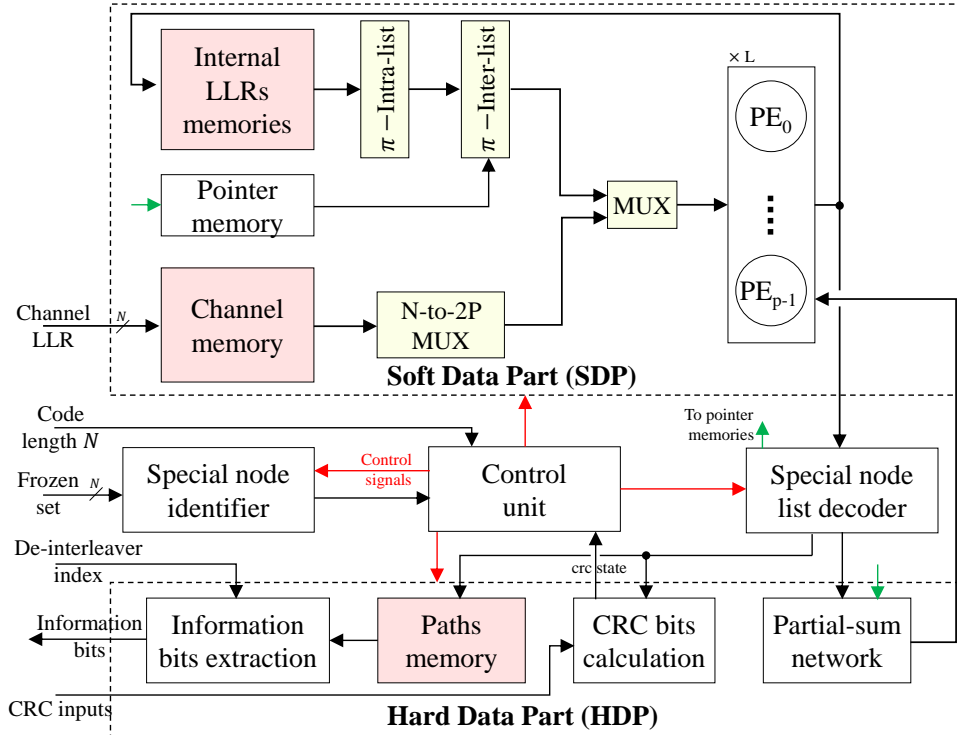 × L
Internal
LLRs
memories
π −Intra-list
π −Inter-list
PE0
Pointer
memory
MUX
PEp-1
Channel
LLR
N
Channel
memory
N-to-2P
MUX
Soft Data Part (SDP)
Code
length N
To pointer
memories
Frozen
set
N
Special node
identifier
Control
signals
Control
unit
Special node
list decoder
De-interleaver
index
crc state
Information
bits
Information
bits extraction
Paths
memory
CRC bits
calculation
Partial-sum
network
CRC inputs
Hard Data Part (HDP)